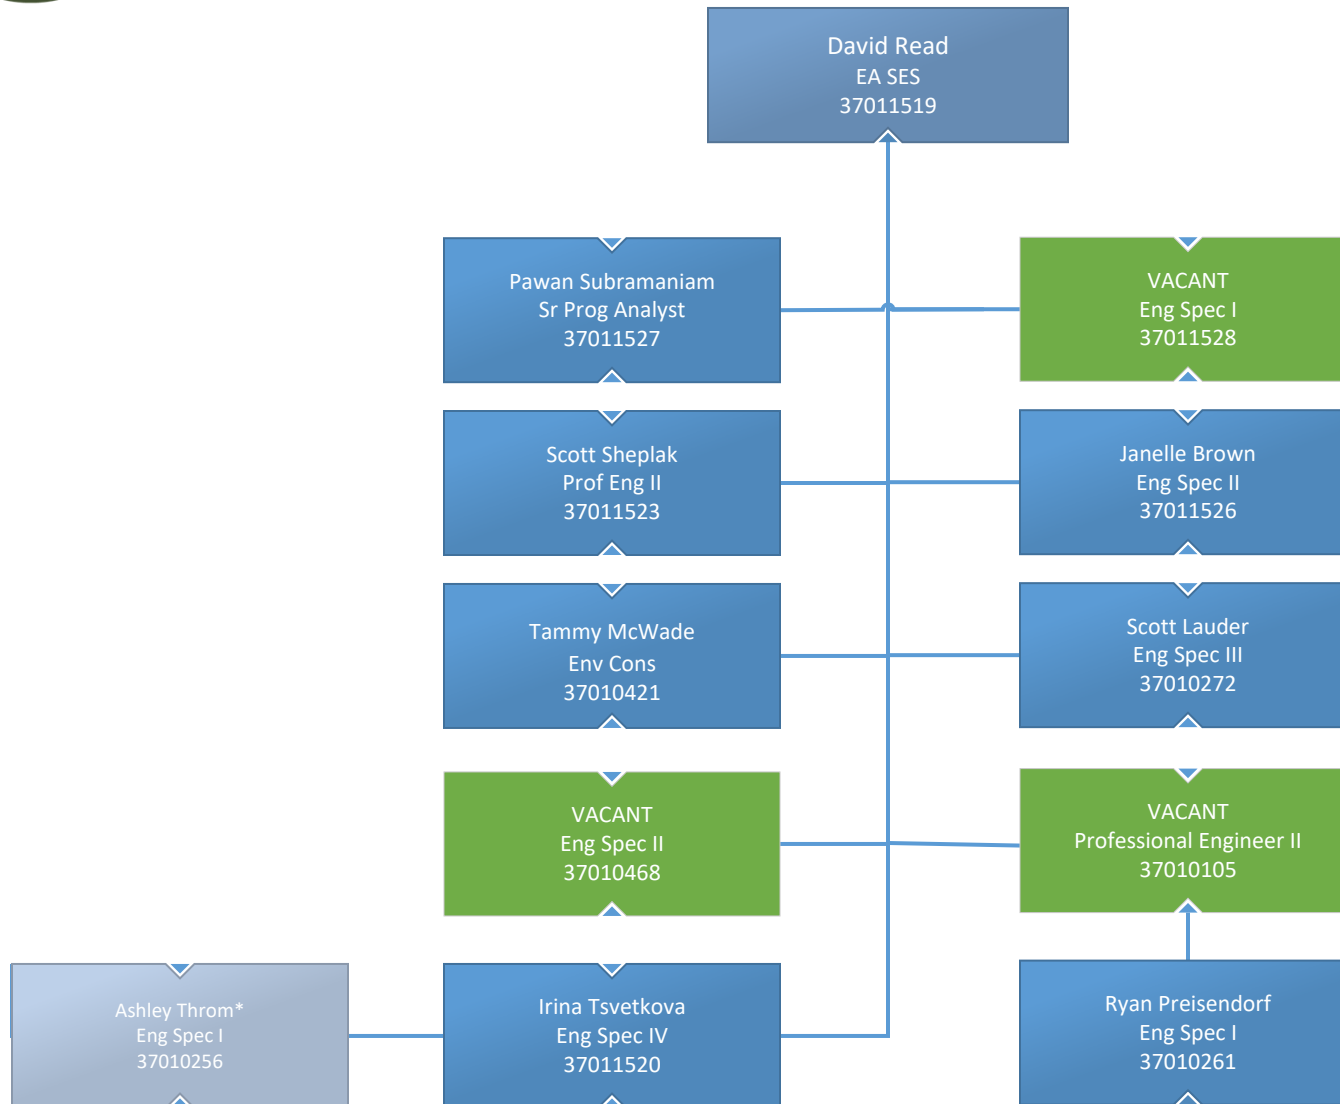 David Read
EA SES
37011519
Pawan Subramaniam
Sr Prog Analyst
37011527
VACANT
Eng Spec I
37011528
Scott Sheplak
Prof Eng II
37011523
Janelle Brown
Eng Spec II
37011526
Tammy McWade
Env Cons
37010421
Scott Lauder
Eng Spec III
37010272
VACANT
Eng Spec II
37010468
VACANT
Professional Engineer II
37010105
Ashley Throm*
Eng Spec I
37010256
Irina Tsvetkova
Eng Spec IV
37011520
Ryan Preisendorf
Eng Spec I
37010261